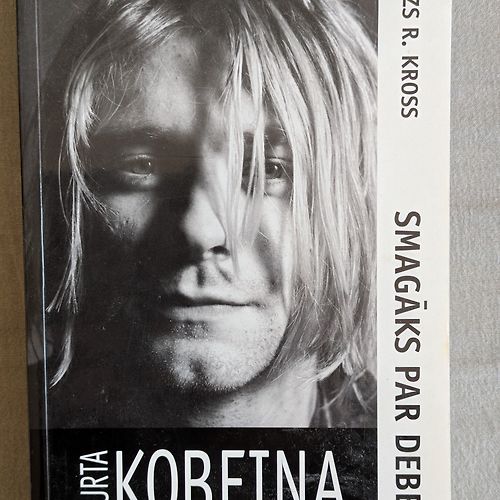 ZS R. KROSS
SMAGĀKS PAR DEBE
URTA
KOBEINA